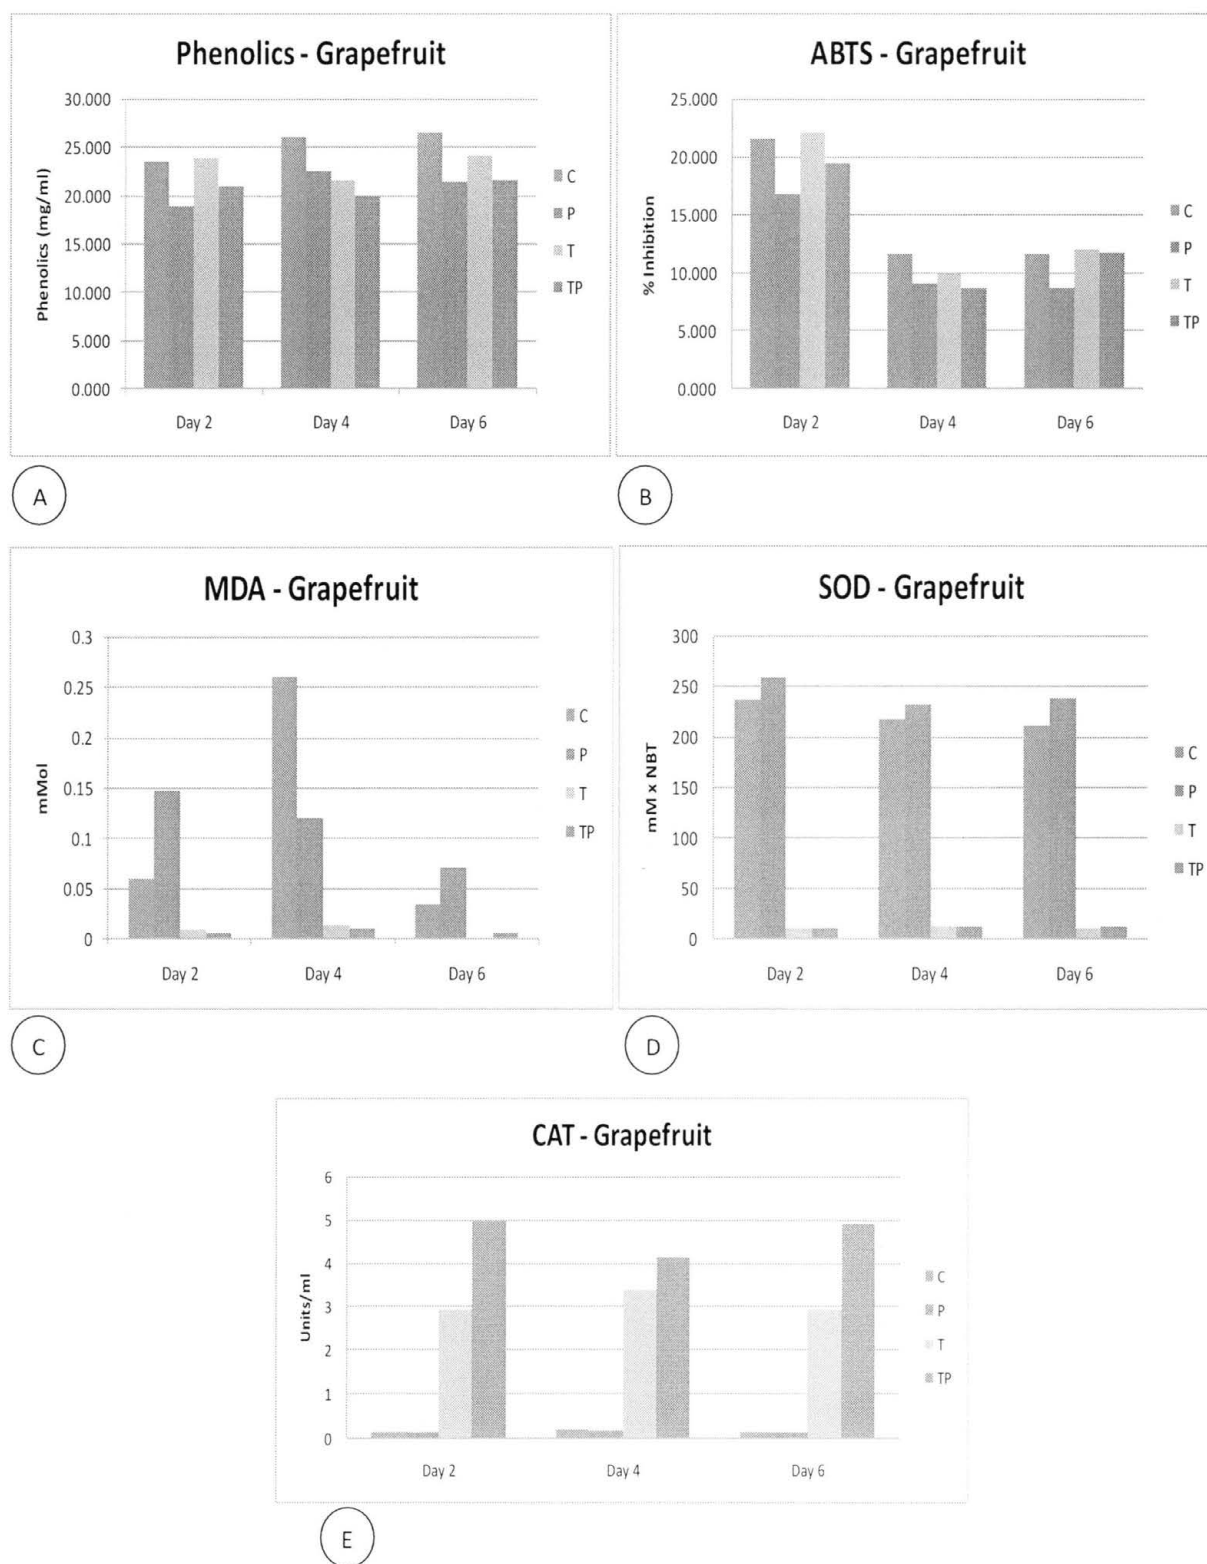 Phenolics - Grapefruit
30.000
25.000
20.000
15.000
10.000
5.000
0.000
Phenolics (mg/ml)
Day 2 Day 4 Day 6
C
P
T
TP
A
ABTS - Grapefruit
25.000
20.000
15.000
10.000
5.000
0.000
% Inhibition
Day 2 Day 4 Day 6
C
P
T
TP
B
MDA - Grapefruit
0.3
0.25
0.2
0.15
0.1
0.05
0
mMol
Day 2 Day 4 Day 6
C
P
T
TP
C
SOD - Grapefruit
300
250
200
150
100
50
0
mM x NBT
Day 2 Day 4 Day 6
C
P
T
TP
D
CAT - Grapefruit
6
5
4
3
2
1
0
Units/ml
Day 2 Day 4 Day 6
C
P
T
TP
E